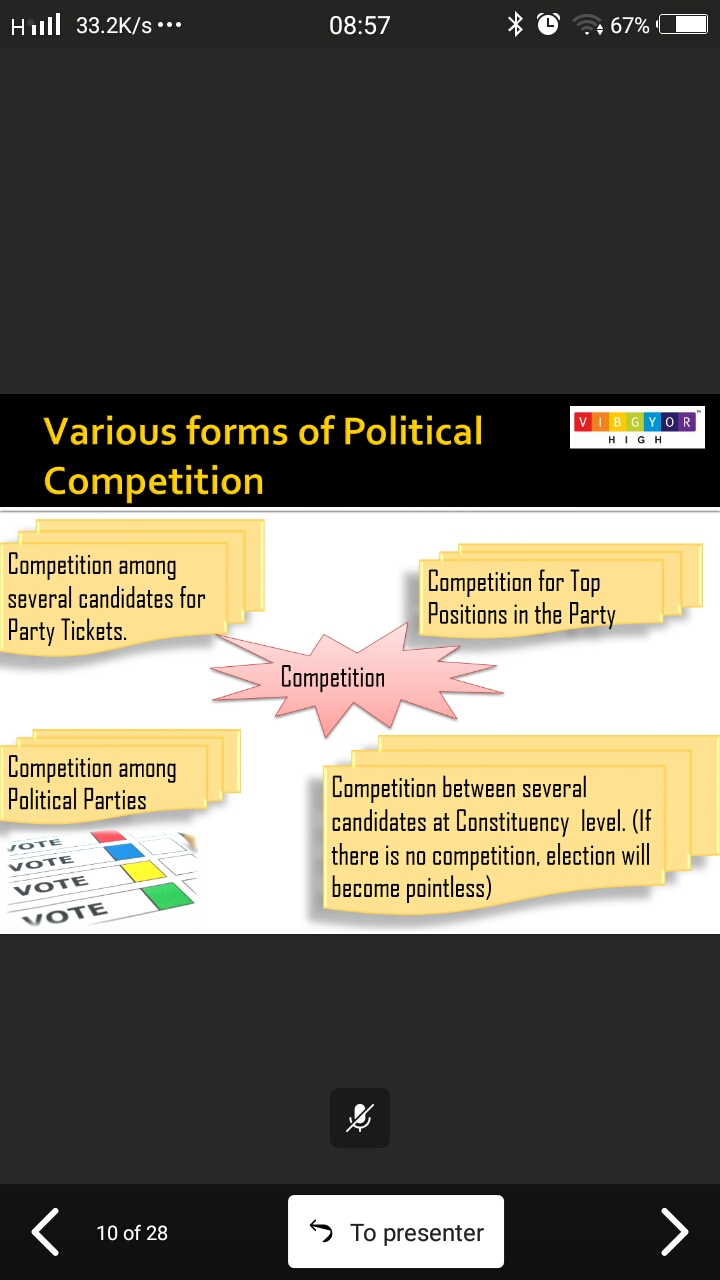 H 33.2K/s ••• 08:57 67%
Various forms of Political
Competition
VIBGYOR™
HIGH
Competition among
several candidates for
Party Tickets.
Competition for Top
Positions in the Party
Competition
Competition among
Political Parties
Competition between several
candidates at Constituency level. (If
there is no competition, election will
become pointless)
VOTE
VOTE
VOTE
VOTE
10 of 28
To presenter